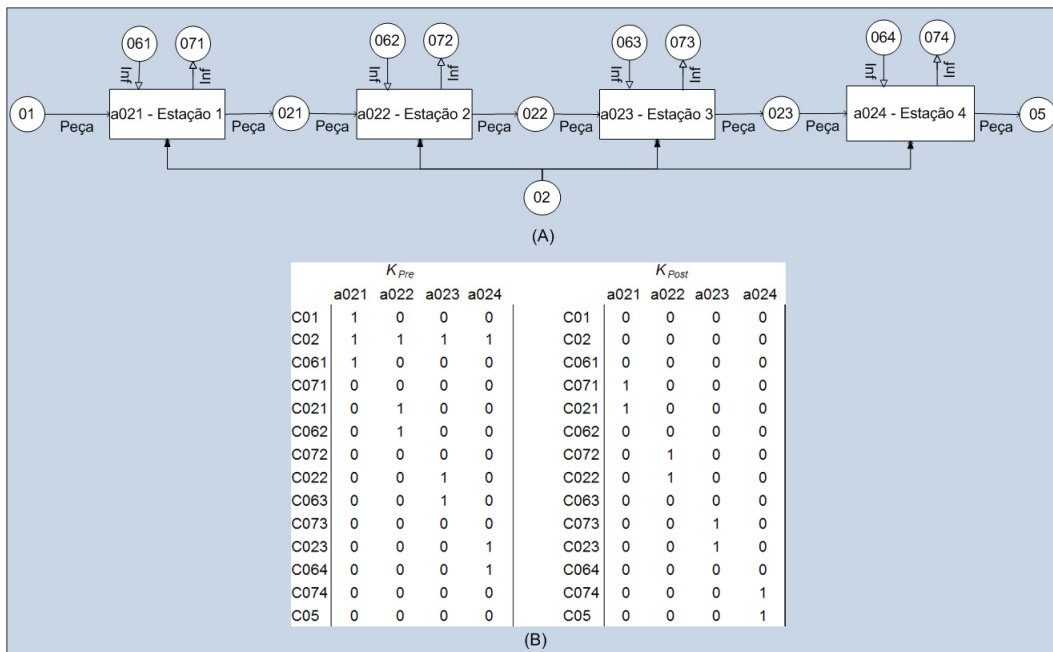 061 071 062 072 063 073 064 074
Inf Inf Inf Inf Inf Inf Inf Inf
01 a021 - Estação 1 021 a022 - Estação 2 022 a023 - Estação 3 023 a024 - Estação 4 05
Peça Peça Peça Peça Peça Peça Peça Peça
02
(A)
K Pre K Post
a021 a022 a023 a024 a021 a022 a023 a024
C01 1 0 0 0 C01 0 0 0 0
C02 1 1 1 1 C02 0 0 0 0
C061 1 0 0 0 C061 0 0 0 0
C071 0 0 0 0 C071 1 0 0 0
C021 0 1 0 0 C021 1 0 0 0
C062 0 1 0 0 C062 0 0 0 0
C072 0 0 0 0 C072 0 1 0 0
C022 0 0 1 0 C022 0 1 0 0
C063 0 0 1 0 C063 0 0 0 0
C073 0 0 0 0 C073 0 0 1 0
C023 0 0 0 1 C023 0 0 1 0
C064 0 0 0 1 C064 0 0 0 0
C074 0 0 0 0 C074 0 0 0 1
C05 0 0 0 0 C05 0 0 0 1
(B)